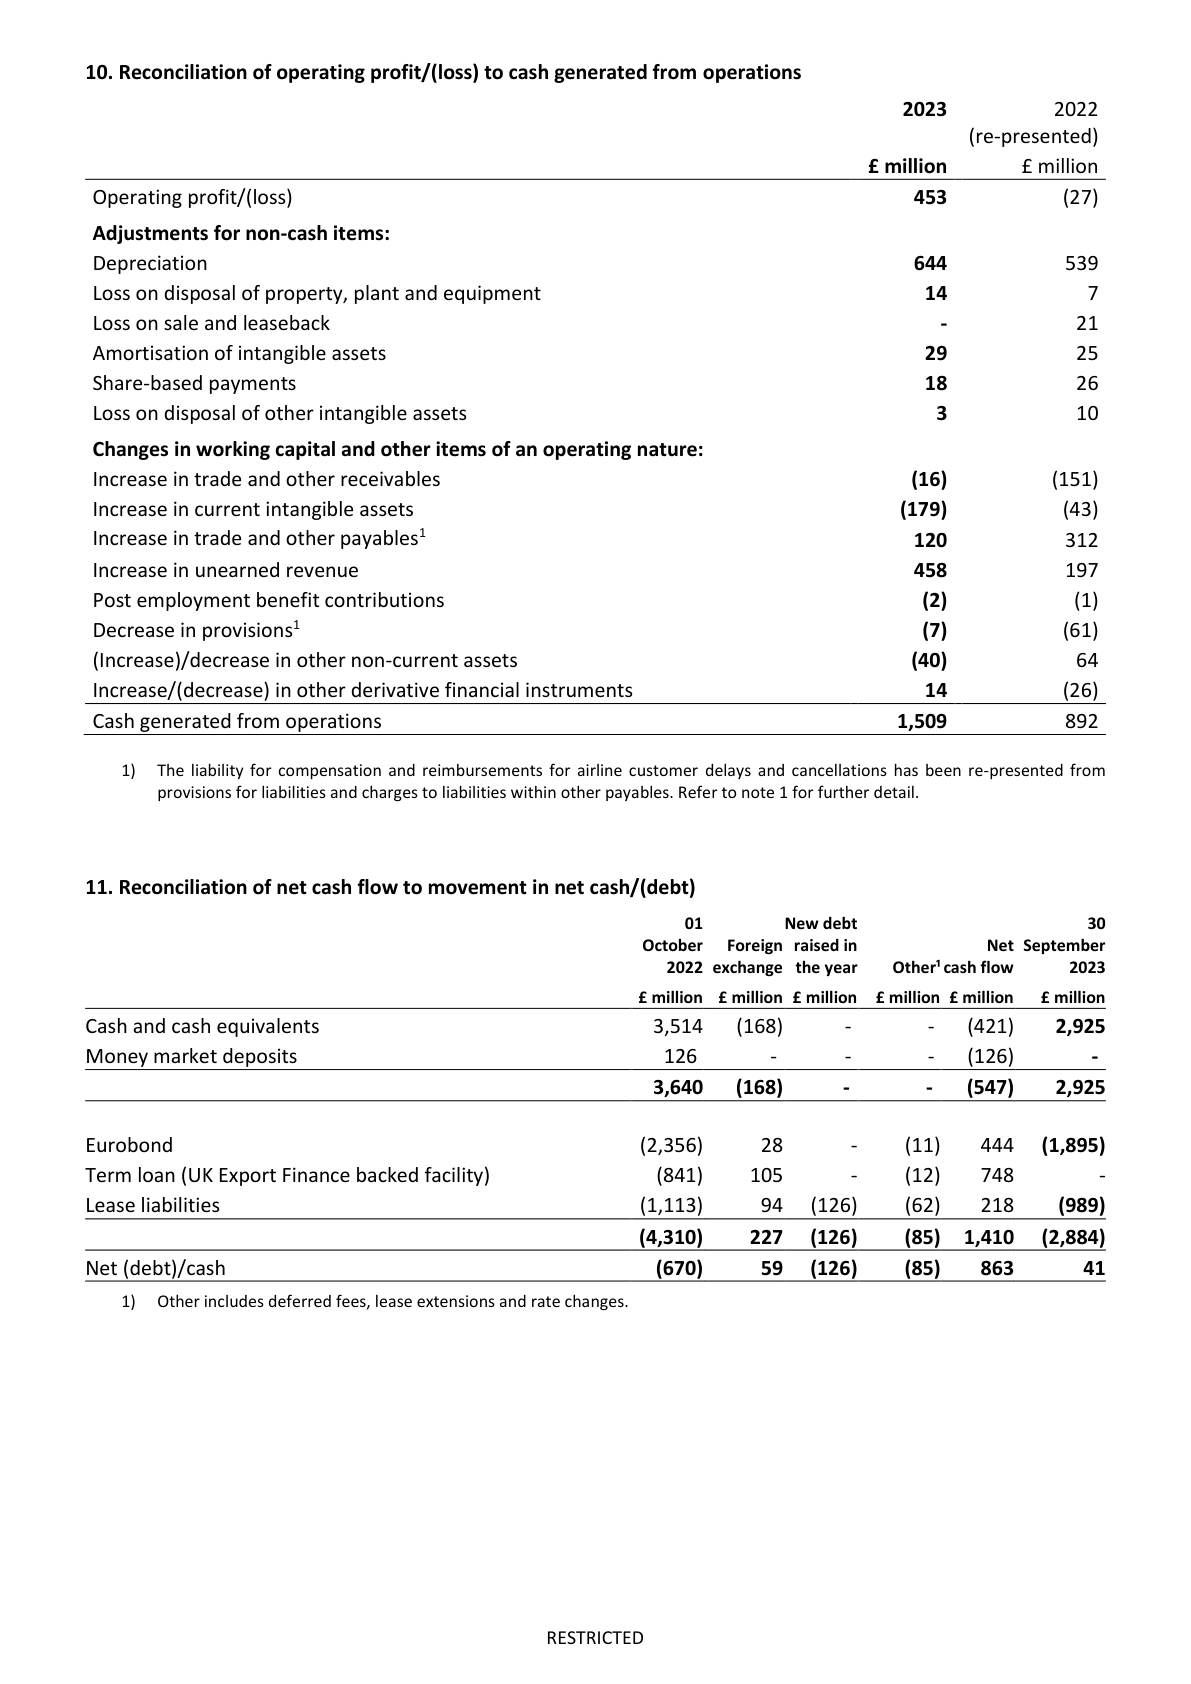 10. Reconciliation of operating profit/(loss) to cash generated from operations
2023 2022
(re-presented)
£ million £ million
Operating profit/(loss) 453 (27)
Adjustments for non-cash items:
Depreciation 644 539
Loss on disposal of property, plant and equipment 14 7
Loss on sale and leaseback - 21
Amortisation of intangible assets 29 25
Share-based payments 18 26
Loss on disposal of other intangible assets 3 10
Changes in working capital and other items of an operating nature:
Increase in trade and other receivables (16) (151)
Increase in current intangible assets (179) (43)
Increase in trade and other payables¹ 120 312
Increase in unearned revenue 458 197
Post employment benefit contributions (2) (1)
Decrease in provisions¹ (7) (61)
(Increase)/decrease in other non-current assets (40) 64
Increase/(decrease) in other derivative financial instruments 14 (26)
Cash generated from operations 1,509 892
1) The liability for compensation and reimbursements for airline customer delays and cancellations has been re-presented from
provisions for liabilities and charges to liabilities within other payables. Refer to note 1 for further detail.
11. Reconciliation of net cash flow to movement in net cash/(debt)
01 New debt 30
October Foreign raised in Net September
2022 exchange the year Other¹ cash flow 2023
£ million £ million £ million £ million £ million £ million
Cash and cash equivalents 3,514 (168) - - (421) 2,925
Money market deposits 126 - - - (126) -
3,640 (168) - - (547) 2,925
Eurobond (2,356) 28 - (11) 444 (1,895)
Term loan (UK Export Finance backed facility) (841) 105 - (12) 748 -
Lease liabilities (1,113) 94 (126) (62) 218 (989)
(4,310) 227 (126) (85) 1,410 (2,884)
Net (debt)/cash (670) 59 (126) (85) 863 41
1) Other includes deferred fees, lease extensions and rate changes.
RESTRICTED